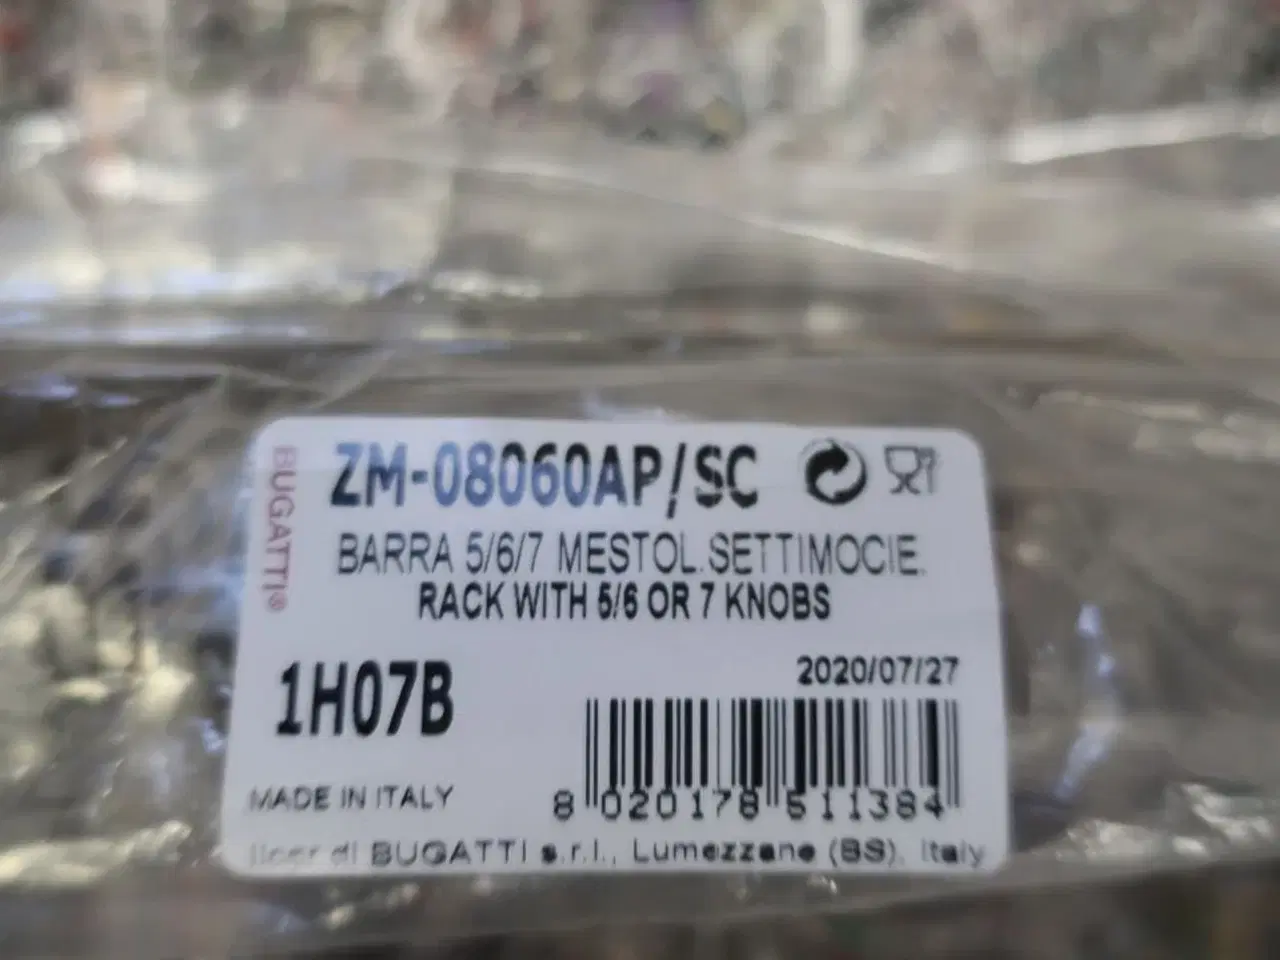 BUGATTI®
ZM-08060AP/SC
BARRA 5/6/7 MESTOL.SETTIMOCIE.
RACK WITH 5/6 OR 7 KNOBS
1H07B
2020/07/27
MADE IN ITALY
8 020178 511384
di BUGATTI s.r.l., Lumezzane (BS), Italy